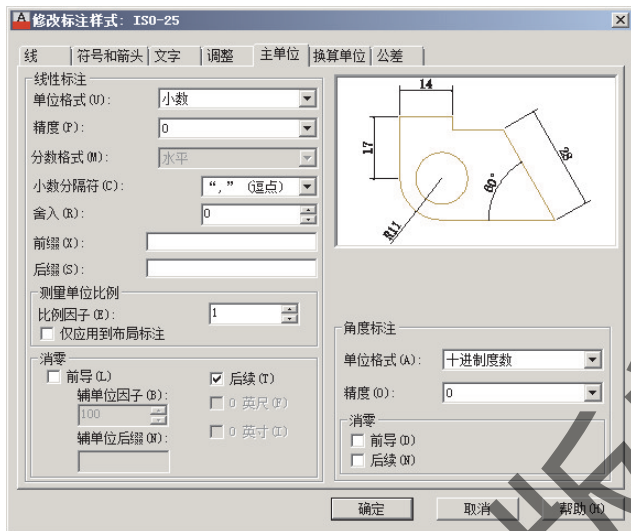 修改标注样式: ISO-25
线 符号和箭头 文字 调整 主单位 换算单位 公差
线性标注
单位格式(U): 小数
精度(P): 0
分数格式(M): 水平
小数分隔符(C): “,” (逗点)
舍入(R): 0
前缀(X):
后缀(S):
测量单位比例
比例因子(E): 1
仅应用到布局标注
消零
前导(L)
后续(T)
辅单位因子(B):
100
0 英尺(F)
辅单位后缀(N):
0 英寸(I)
14
17
28
60°
R11
角度标注
单位格式(A): 十进制度数
精度(O): 0
消零
前导(D)
后续(N)
确定 取消 帮助(H)